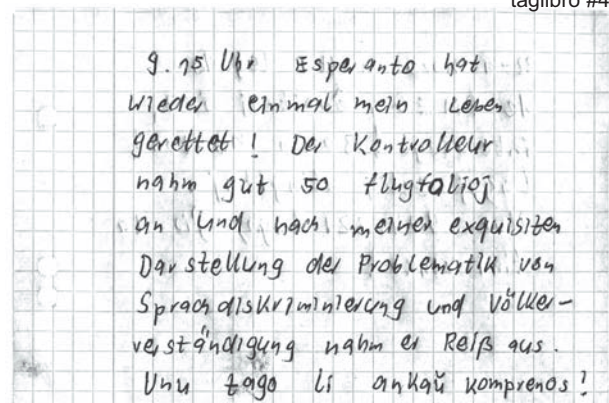 taglibro #4
9.15 Uhr Esperanto hat
wieder einmal mein Leben
gerettet! Der Kontrolleur
nahm gut 50 flugfalioj
an und nach meiner exquisiten
Darstellung der Problematik von
Sprachdiskriminierung und Völker-
verständigung nahm er Reiß aus.
Unu tago li ankaŭ komprenos!